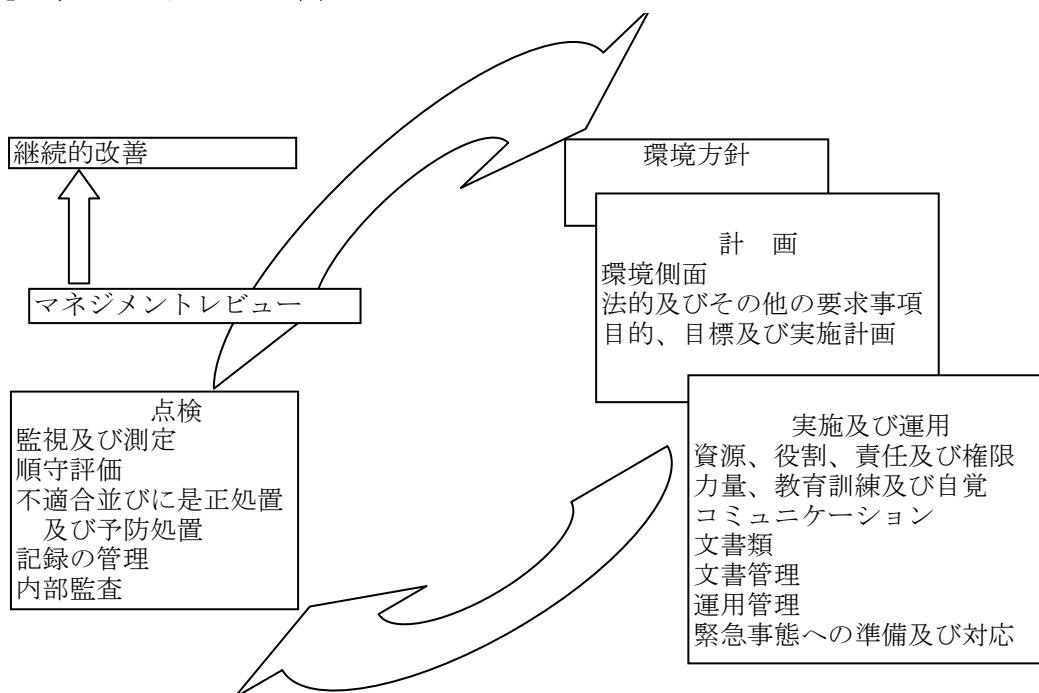 継続的改善
マネジメントレビュー
環境方針
計　画
環境側面
法的及びその他の要求事項
目的、目標及び実施計画
実施及び運用
資源、役割、責任及び権限
力量、教育訓練及び自覚
コミュニケーション
文書類
文書管理
運用管理
緊急事態への準備及び対応
点検
監視及び測定
順守評価
不適合並びに是正処置
及び予防処置
記録の管理
内部監査